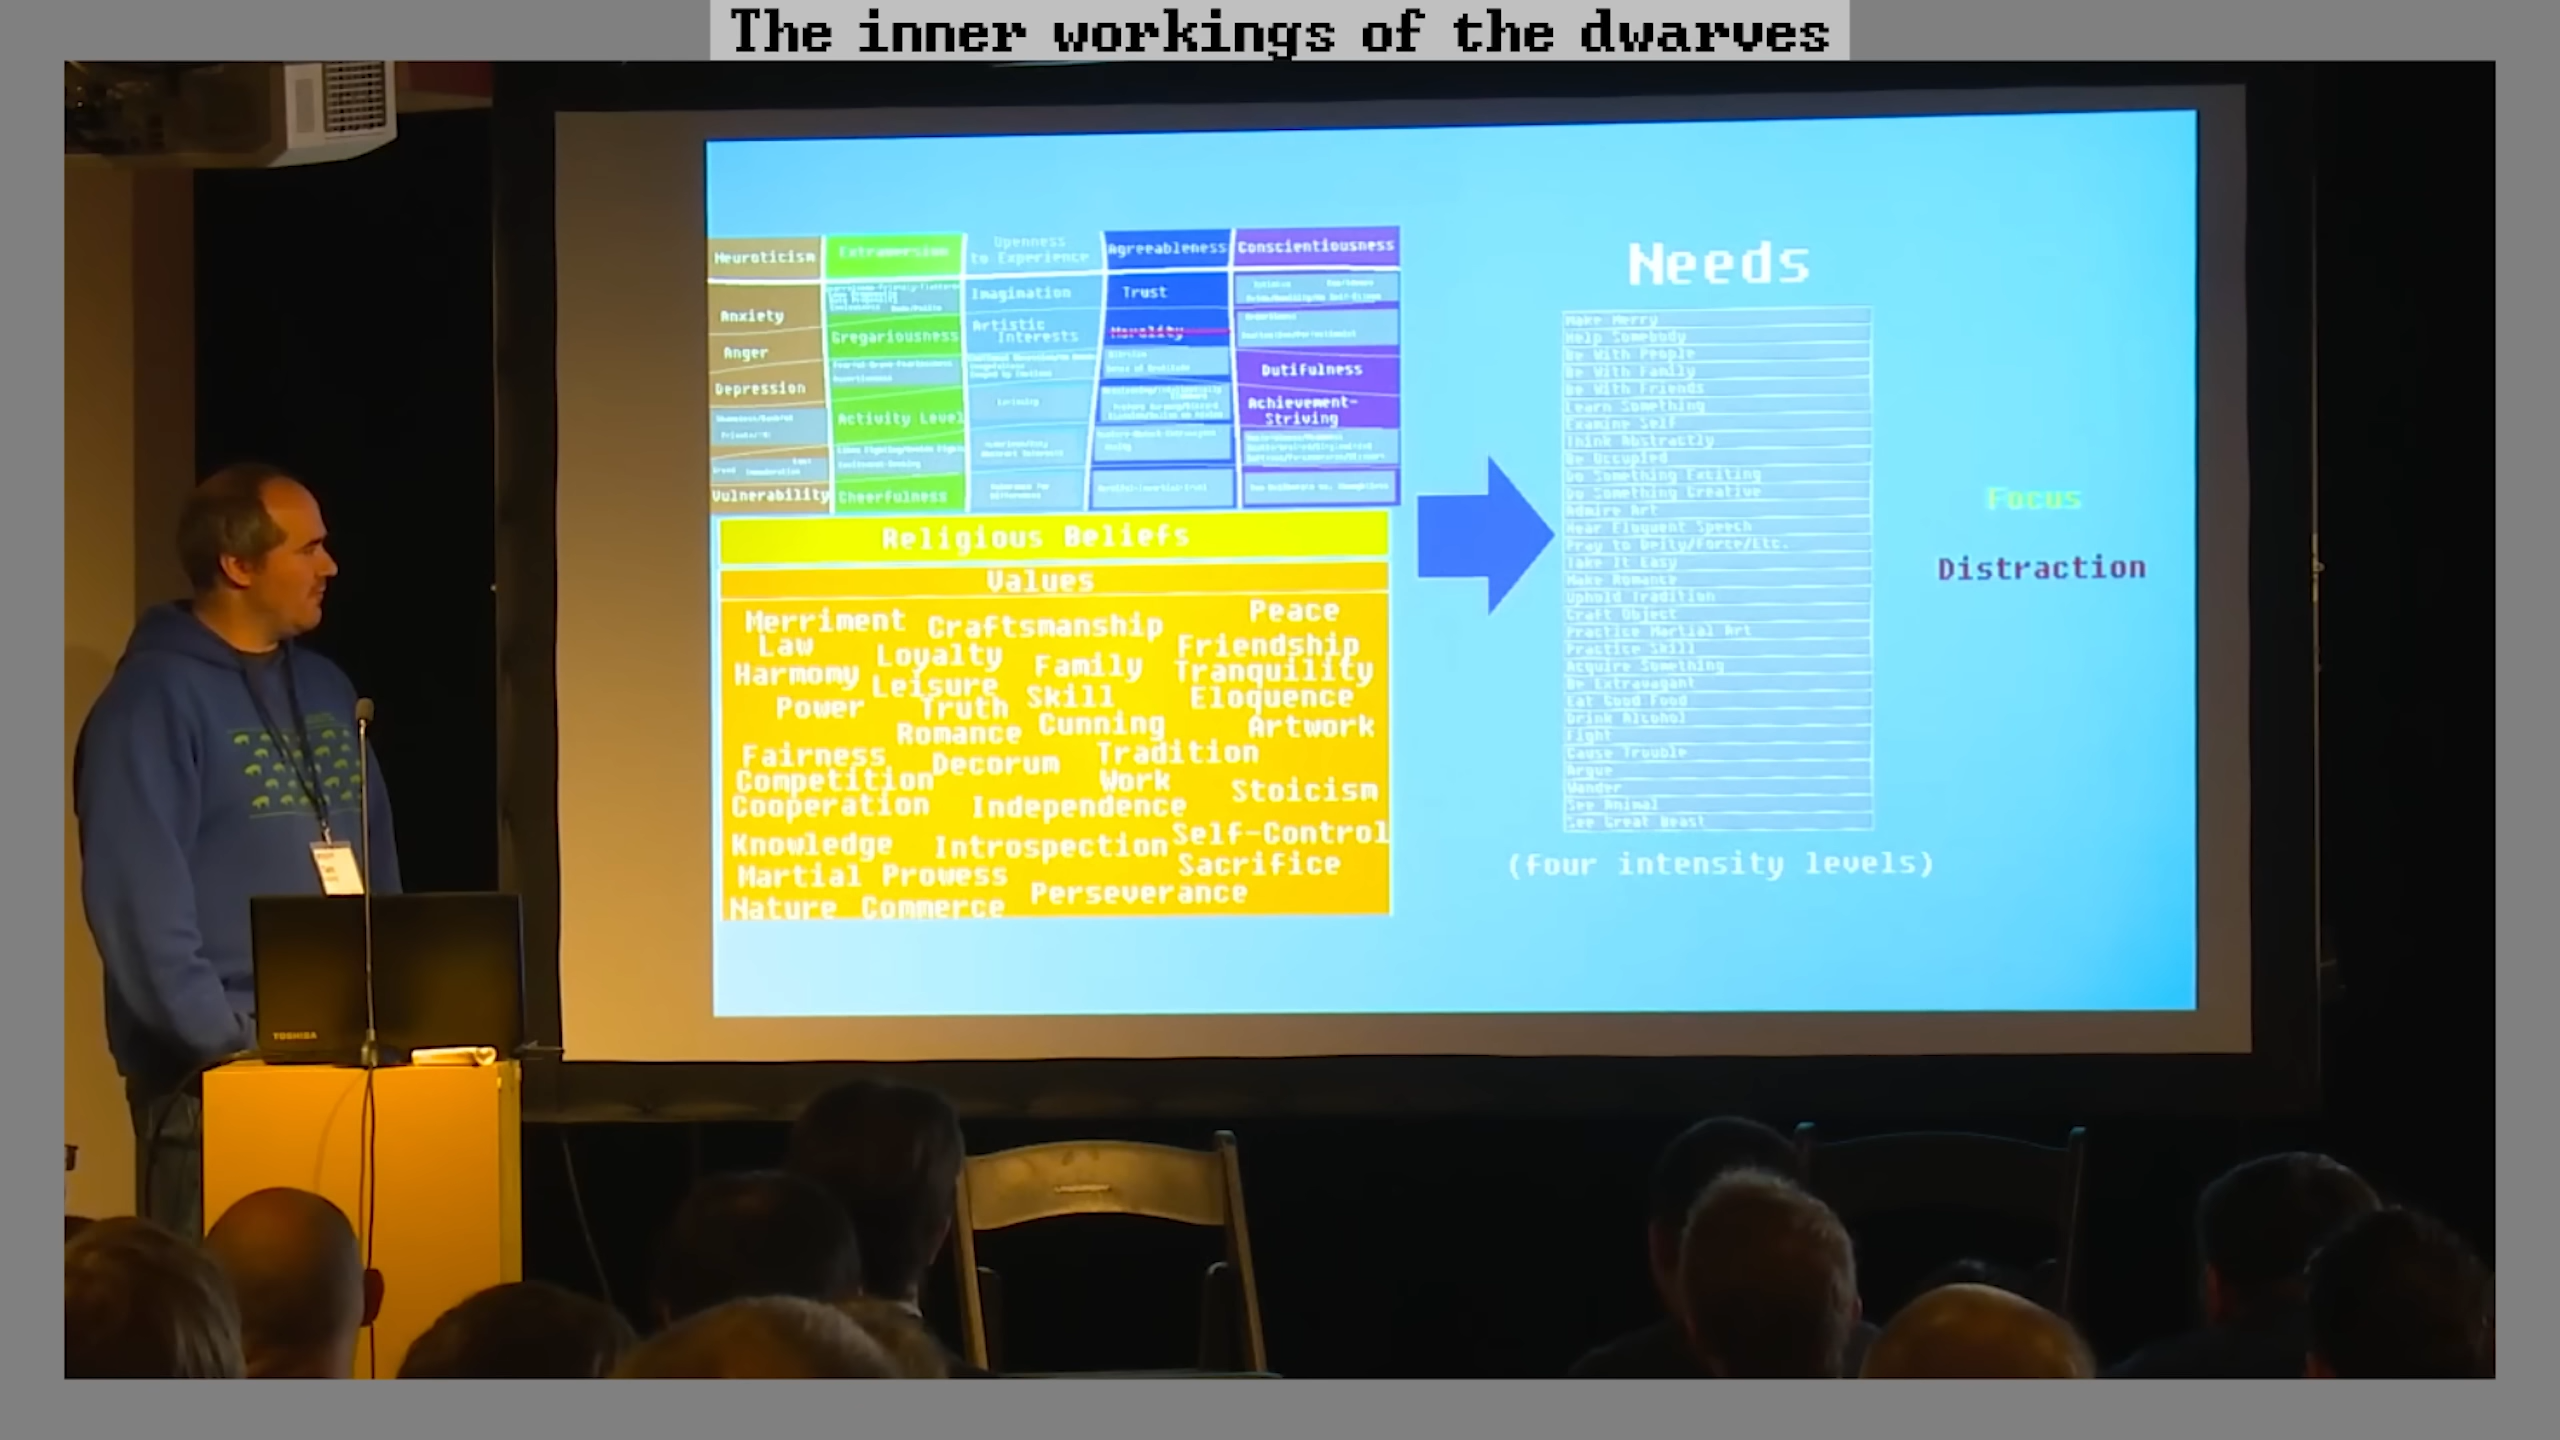 The inner workings of the dwarves
Neuroticism
Extraversion
Openness
to Experience
Agreeableness
Conscientiousness
Anxiety
Anger
Depression
Vulnerability
Gregariousness
Activity Level
Cheerfulness
Imagination
Artistic
Interests
Trust
Morality
Dutifulness
Achievement-
Striving
Religious Beliefs
Values
Merriment Craftsmanship Peace
Law Loyalty Family Friendship
Harmomy Leisure Skill Tranquility
Power Truth Cunning Eloquence
Romance Artwork
Fairness Decorum Tradition
Competition Work Stoicism
Cooperation Independence
Knowledge Introspection Self-Control
Martial Prowess Sacrifice
Nature Commerce Perseverance
Needs
Make Merry
Help Somebody
Be With People
Be With Family
Be With Friends
Learn Something
Examine Self
Think Abstractly
Be Occupied
Do Something Exciting
Do Something Creative
Admire Art
Hear Eloquent Speech
Pray to Deity/Force/Etc.
Take It Easy
Make Romance
Uphold Tradition
Craft Object
Practice Martial Art
Practice Skill
Acquire Something
Be Extravagant
Eat Good Food
Drink Alcohol
Fight
Cause Trouble
Argue
Wander
See Animal
See Great Beast
(four intensity levels)
Focus
Distraction
TOSHIBA